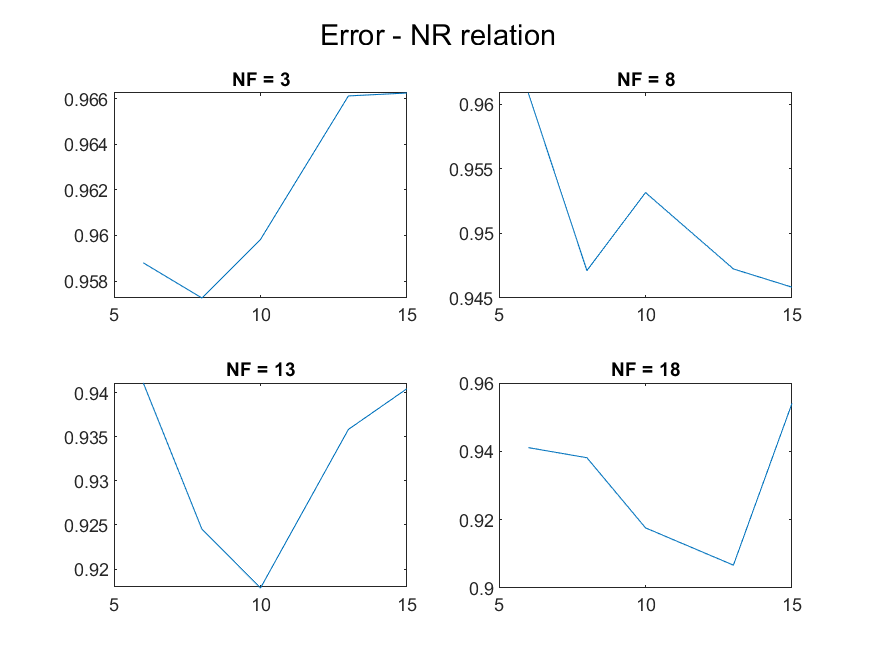 Error - NR relation
NF = 3
0.966
0.964
0.962
0.96
0.958
5 10 15
NF = 8
0.96
0.955
0.95
0.945
5 10 15
NF = 13
0.94
0.935
0.93
0.925
0.92
5 10 15
NF = 18
0.96
0.94
0.92
0.9
5 10 15